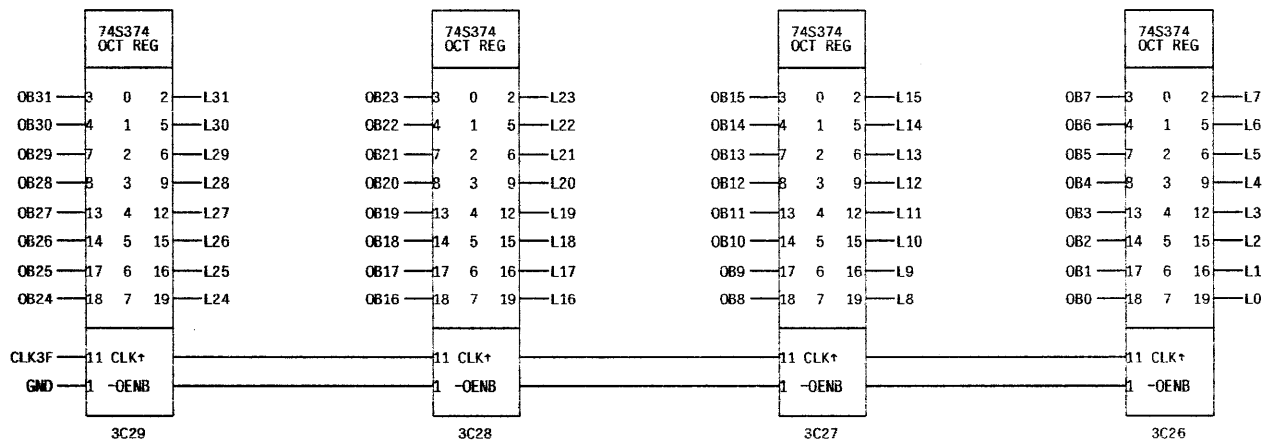 74S374 74S374 74S374 74S374
OCT REG OCT REG OCT REG OCT REG
OB31 3 0 2 L31 OB23 3 0 2 L23 OB15 3 0 2 L15 OB7 3 0 2 L7
OB30 4 1 5 L30 OB22 4 1 5 L22 OB14 4 1 5 L14 OB6 4 1 5 L6
OB29 7 2 6 L29 OB21 7 2 6 L21 OB13 7 2 6 L13 OB5 7 2 6 L5
OB28 8 3 9 L28 OB20 8 3 9 L20 OB12 8 3 9 L12 OB4 8 3 9 L4
OB27 13 4 12 L27 OB19 13 4 12 L19 OB11 13 4 12 L11 OB3 13 4 12 L3
OB26 14 5 15 L26 OB18 14 5 15 L18 OB10 14 5 15 L10 OB2 14 5 15 L2
OB25 17 6 16 L25 OB17 17 6 16 L17 OB9 17 6 16 L9 OB1 17 6 16 L1
OB24 18 7 19 L24 OB16 18 7 19 L16 OB8 18 7 19 L8 OB0 18 7 19 L0
CLK3F 11 CLK↑ 11 CLK↑ 11 CLK↑ 11 CLK↑
GND 1 -OENB 1 -OENB 1 -OENB 1 -OENB
3C29 3C28 3C27 3C26